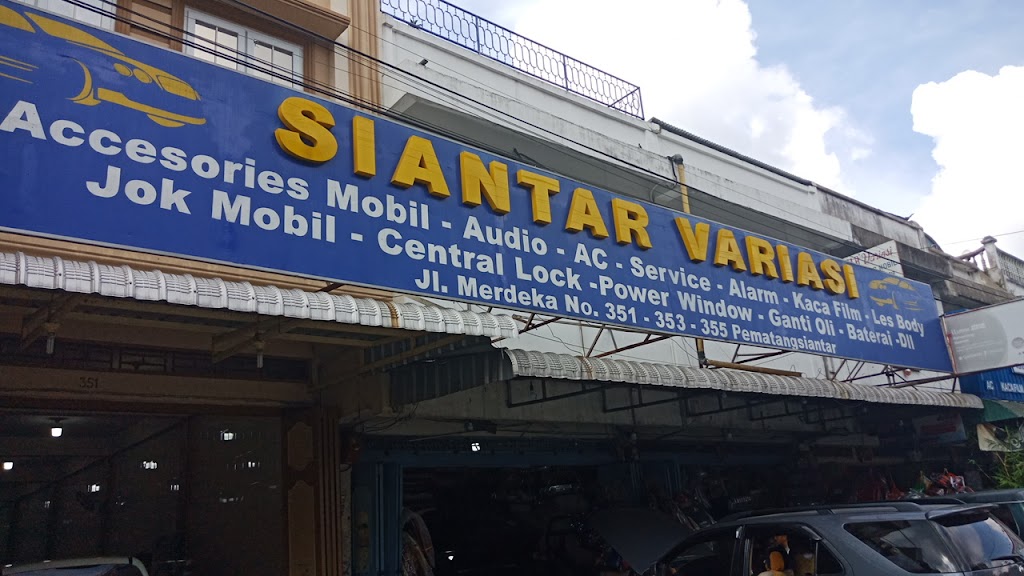 SIANTAR VARIASI
Accesories Mobil - Audio - AC - Service - Alarm - Kaca Film - Les Body
Jok Mobil - Central Lock -Power Window - Ganti Oli - Baterai -Dll
Jl. Merdeka No. 351 - 353 - 355 Pematangsiantar
351
AC